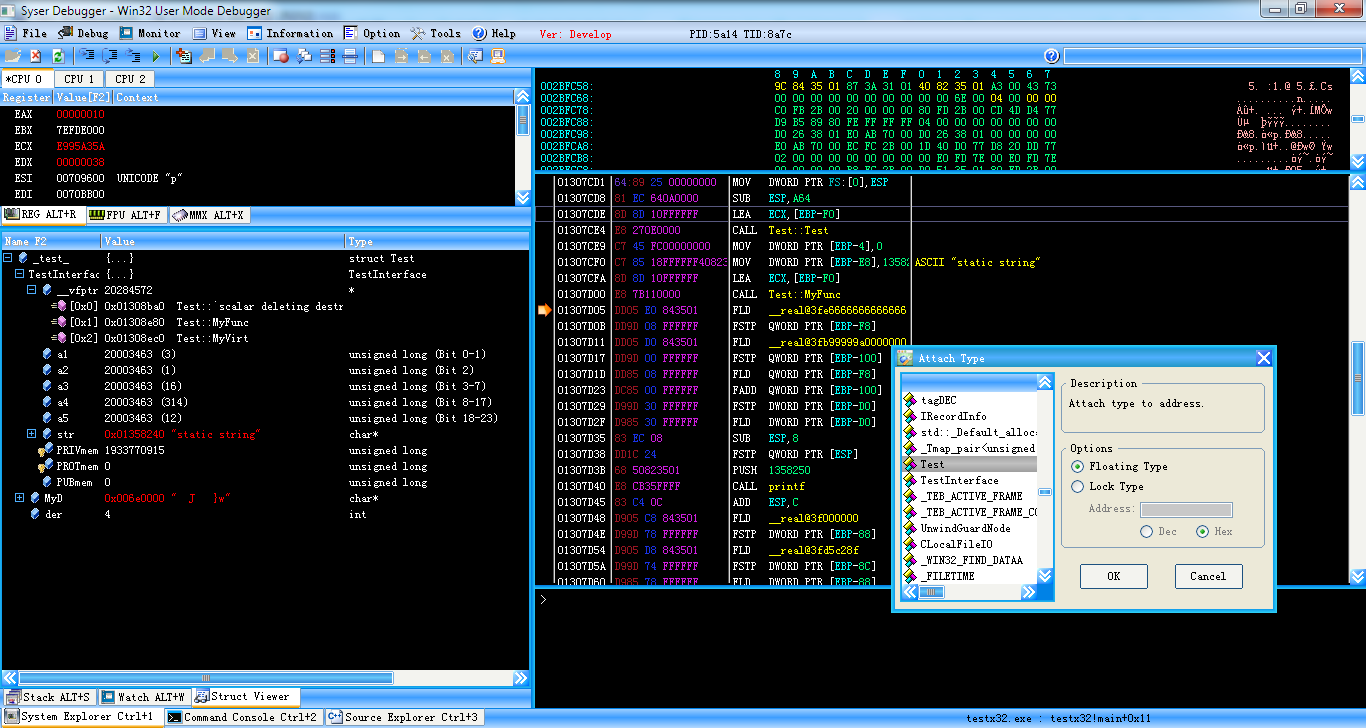 Syser Debugger - Win32 User Mode Debugger
File Debug Monitor View Information Option Tools Help Ver: Develop PID:5a14 TID:8a7c
*CPU 0 CPU 1 CPU 2
Register Value[F2] Context
EAX 00000010
EBX 7EFDE000
ECX E995A35A
EDX 00000038
ESI 00709600 UNICODE "p"
EDI 0070BB00
REG ALT+R FPU ALT+F MMX ALT+X
Name F2 Value Type
_test_ {...} struct Test
TestInterfac {...} TestInterface
__vfptr 20284572 *
[0x0] 0x01308ba0 Test::`scalar deleting destr
[0x1] 0x01308e80 Test::MyFunc
[0x2] 0x01308ec0 Test::MyVirt
a1 20003463 (3) unsigned long (Bit 0-1)
a2 20003463 (1) unsigned long (Bit 2)
a3 20003463 (16) unsigned long (Bit 3-7)
a4 20003463 (314) unsigned long (Bit 8-17)
a5 20003463 (12) unsigned long (Bit 18-23)
str 0x01358240 "static string" char*
PRIVmem 1933770915 unsigned long
PROTmem 0 unsigned long
PUBmem 0 unsigned long
MyD 0x006e0000 " J }w" char*
der 4 int
Stack ALT+S Watch ALT+W Struct Viewer
System Explorer Ctrl+1 Command Console Ctrl+2 Source Explorer Ctrl+3
8 9 A B C D E F 0 1 2 3 4 5 6 7
002BFC58: 9C 84 35 01 87 3A 31 01 40 82 35 01 A3 00 43 73
002BFC68: 00 00 00 00 00 00 00 00 00 00 6E 00 04 00 00 00
002BFC78: C0 FB 2B 00 20 00 00 00 80 FD 2B 00 CD 4D D4 77
002BFC88: D9 B5 89 80 FE FF FF FF 04 00 00 00 00 00 00 00
002BFC98: D0 26 38 01 E0 AB 70 00 D0 26 38 01 00 00 00 00
002BFCA8: E0 AB 70 00 EC FC 2B 00 1D 40 D0 77 D8 20 DD 77
002BFCB8: 02 00 00 00 00 00 00 00 00 E0 FD 7E 00 E0 FD 7E
01307CD1 64:89 25 00000000 MOV DWORD PTR FS:[0],ESP
01307CD8 81 EC 640A0000 SUB ESP,A64
01307CDE 8D 8D 10FFFFFF LEA ECX,[EBP-F0]
01307CE4 E8 270E0000 CALL Test::Test
01307CE9 C7 45 FC00000000 MOV DWORD PTR [EBP-4],0
01307CF0 C7 85 18FFFFFF40823 MOV DWORD PTR [EBP-E8],1358 ASCII "static string"
01307CFA 8D 8D 10FFFFFF LEA ECX,[EBP-F0]
01307D00 E8 7B110000 CALL Test::MyFunc
01307D05 DD05 E0 843501 FLD __real@3fe6666666666666
01307D0B DD9D 08 FFFFFF FSTP QWORD PTR [EBP-F8]
01307D11 DD05 D0 843501 FLD __real@3fb99999a0000000
01307D17 DD9D 00 FFFFFF FSTP QWORD PTR [EBP-100]
01307D1D DD85 08 FFFFFF FLD QWORD PTR [EBP-F8]
01307D23 DC85 00 FFFFFF FADD QWORD PTR [EBP-100]
01307D29 D99D 30 FFFFFF FSTP DWORD PTR [EBP-D0]
01307D2F D985 30 FFFFFF FLD DWORD PTR [EBP-D0]
01307D35 83 EC 08 SUB ESP,8
01307D38 DD1C 24 FSTP QWORD PTR [ESP]
01307D3B 68 50823501 PUSH 1358250
01307D40 E8 CB35FFFF CALL printf
01307D45 83 C4 0C ADD ESP,C
01307D48 D905 C8 843501 FLD __real@3f000000
01307D4E D99D 78 FFFFFF FSTP DWORD PTR [EBP-88]
01307D54 D905 D8 843501 FLD __real@3fd5c28f
01307D5A D99D 74 FFFFFF FSTP DWORD PTR [EBP-8C]
01307D60 D985 78 FFFFFF FLD DWORD PTR [EBP-88]
>
Attach Type
tagDEC
IRecordInfo
std::_Default_alloc
_Tmap_pair<unsigned
Test
TestInterface
_TEB_ACTIVE_FRAME
_TEB_ACTIVE_FRAME_CO
UnwindGuardNode
CLocalFileIO
_WIN32_FIND_DATAA
_FILETIME
Description
Attach type to address.
Options
Floating Type
Lock Type
Address:
Dec Hex
OK Cancel
testx32.exe : testx32!main+0x11